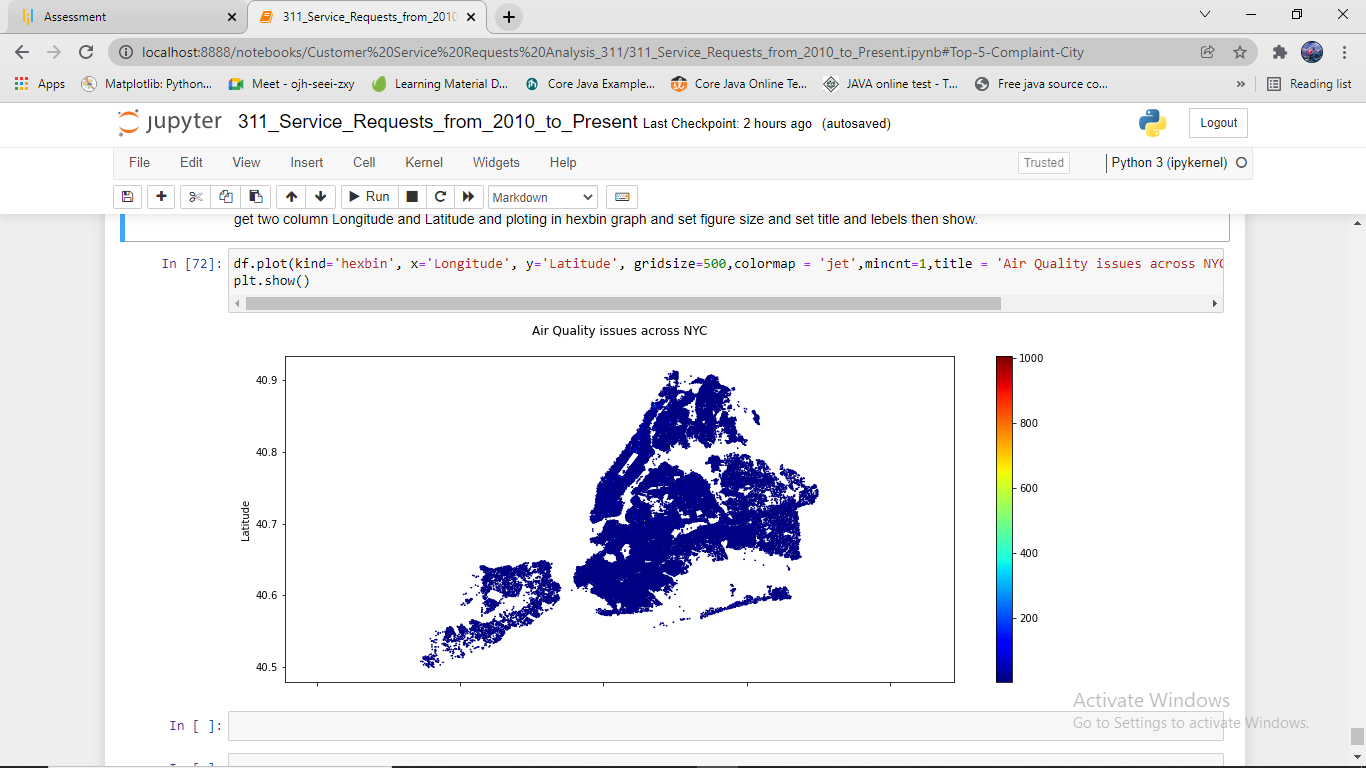 Assessment
311_Service_Requests_from_2010
localhost:8888/notebooks/Customer%20Service%20Requests%20Analysis_311/311_Service_Requests_from_2010_to_Present.ipynb#Top-5-Complaint-City
Apps Matplotlib: Python... Meet - ojh-seei-zxy Learning Material D... Core Java Example... Core Java Online Te... JAVA online test - T... Free java source co... » Reading list
jupyter 311_Service_Requests_from_2010_to_Present Last Checkpoint: 2 hours ago (autosaved) Logout
File Edit View Insert Cell Kernel Widgets Help Trusted Python 3 (ipykernel)
Run Markdown
get two column Longitude and Latitude and ploting in hexbin graph and set figure size and set title and lebels then show.
In [72]: df.plot(kind='hexbin', x='Longitude', y='Latitude', gridsize=500,colormap = 'jet',mincnt=1,title = 'Air Quality issues across NYC
plt.show()
Air Quality issues across NYC
40.9
40.8
40.7
40.6
40.5
Latitude
1000
800
600
400
200
Activate Windows
Go to Settings to activate Windows.
In [ ]: